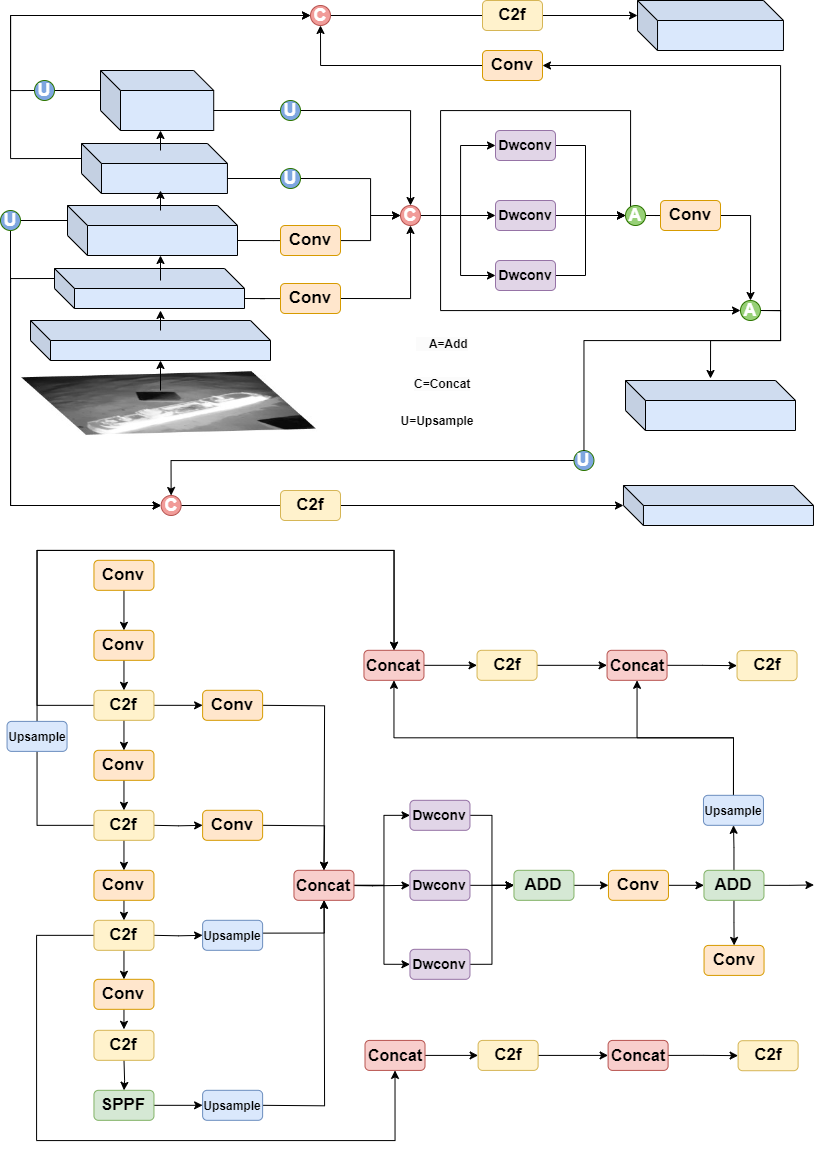 C
C2f
Conv
U
U
Dwconv
U
U
Dwconv
C
A
Conv
Conv
Dwconv
Conv
A
A=Add
C=Concat
U=Upsample
U
C
C2f
Conv
Conv
Concat
C2f
Concat
C2f
C2f
Conv
Upsample
Conv
Upsample
Dwconv
C2f
Conv
Conv
Concat
Dwconv
ADD
Conv
ADD
C2f
Upsample
Dwconv
Conv
Conv
C2f
Concat
C2f
Concat
C2f
SPPF
Upsample